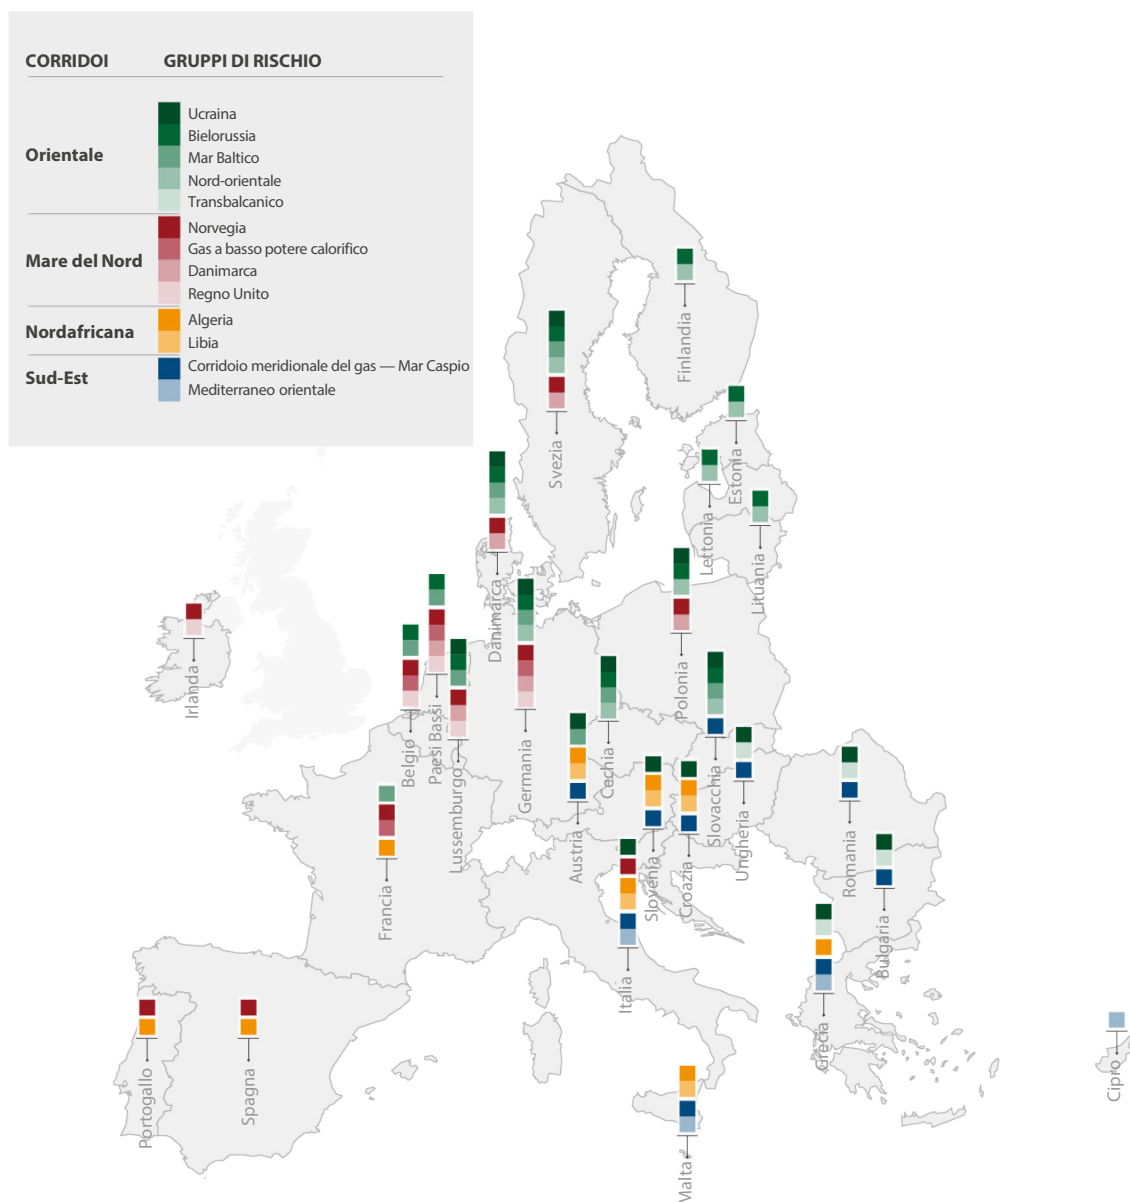 CORRIDOI GRUPPI DI RISCHIO
Orientale
Ucraina
Bielorussia
Mar Baltico
Nord-orientale
Transbalcanico
Mare del Nord
Norvegia
Gas a basso potere calorifico
Danimarca
Regno Unito
Nordafricana
Algeria
Libia
Sud-Est
Corridoio meridionale del gas — Mar Caspio
Mediterraneo orientale
Finlandia
Svezia
Estonia
Lettonia
Lituania
Danimarca
Irlanda
Belgio
Paesi Bassi
Lussemburgo
Germania
Polonia
Cechia
Slovacchia
Austria
Ungheria
Slovenia
Croazia
Romania
Bulgaria
Francia
Italia
Grecia
Portogallo
Spagna
Malta
Cipro